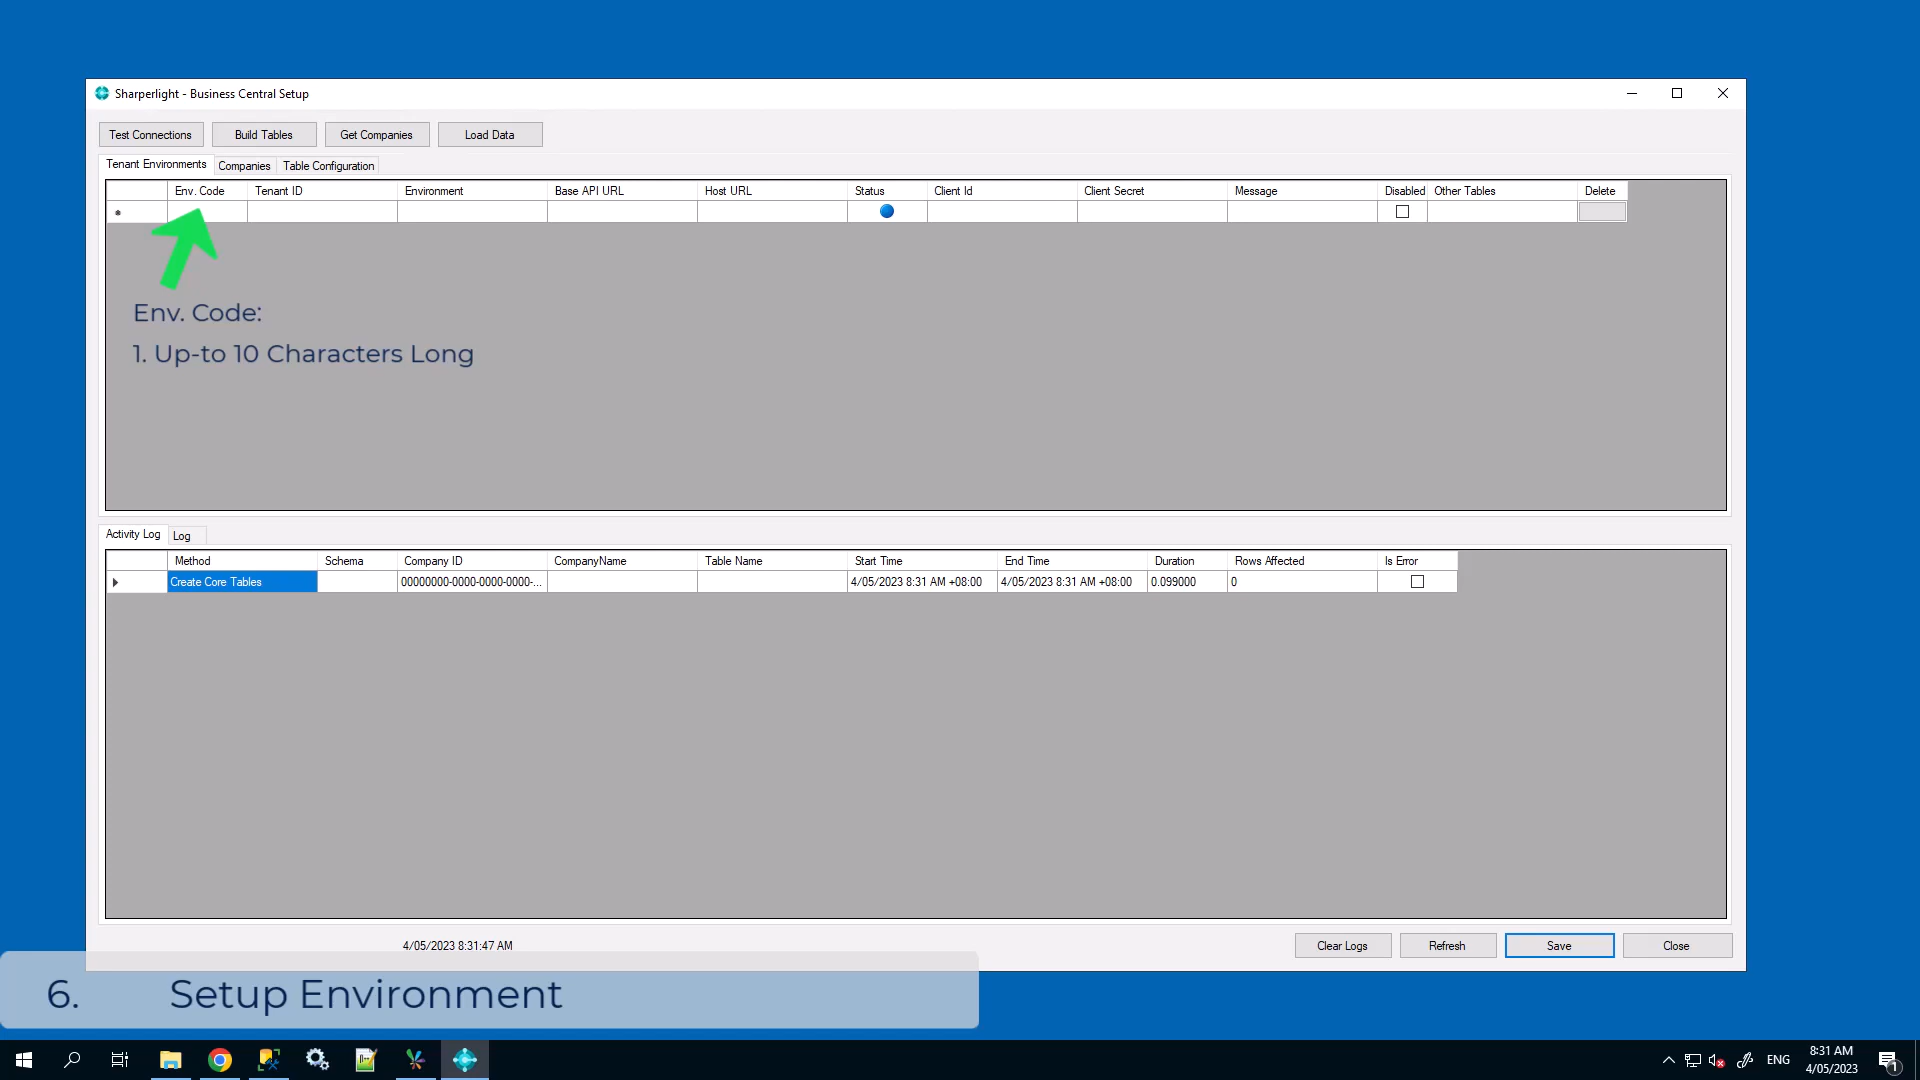 Sharperlight - Business Central Setup
Test Connections Build Tables Get Companies Load Data
Tenant Environments Companies Table Configuration
Env. Code Tenant ID Environment Base API URL Host URL Status Client Id Client Secret Message Disabled Other Tables Delete
Env. Code:
1. Up-to 10 Characters Long
Activity Log Log
Method Schema Company ID CompanyName Table Name Start Time End Time Duration Rows Affected Is Error
Create Core Tables 00000000-0000-0000-0000-... 4/05/2023 8:31 AM +08:00 4/05/2023 8:31 AM +08:00 0.099000 0
4/05/2023 8:31:47 AM Clear Logs Refresh Save Close
6. Setup Environment
ENG 8:31 AM
4/05/2023 1